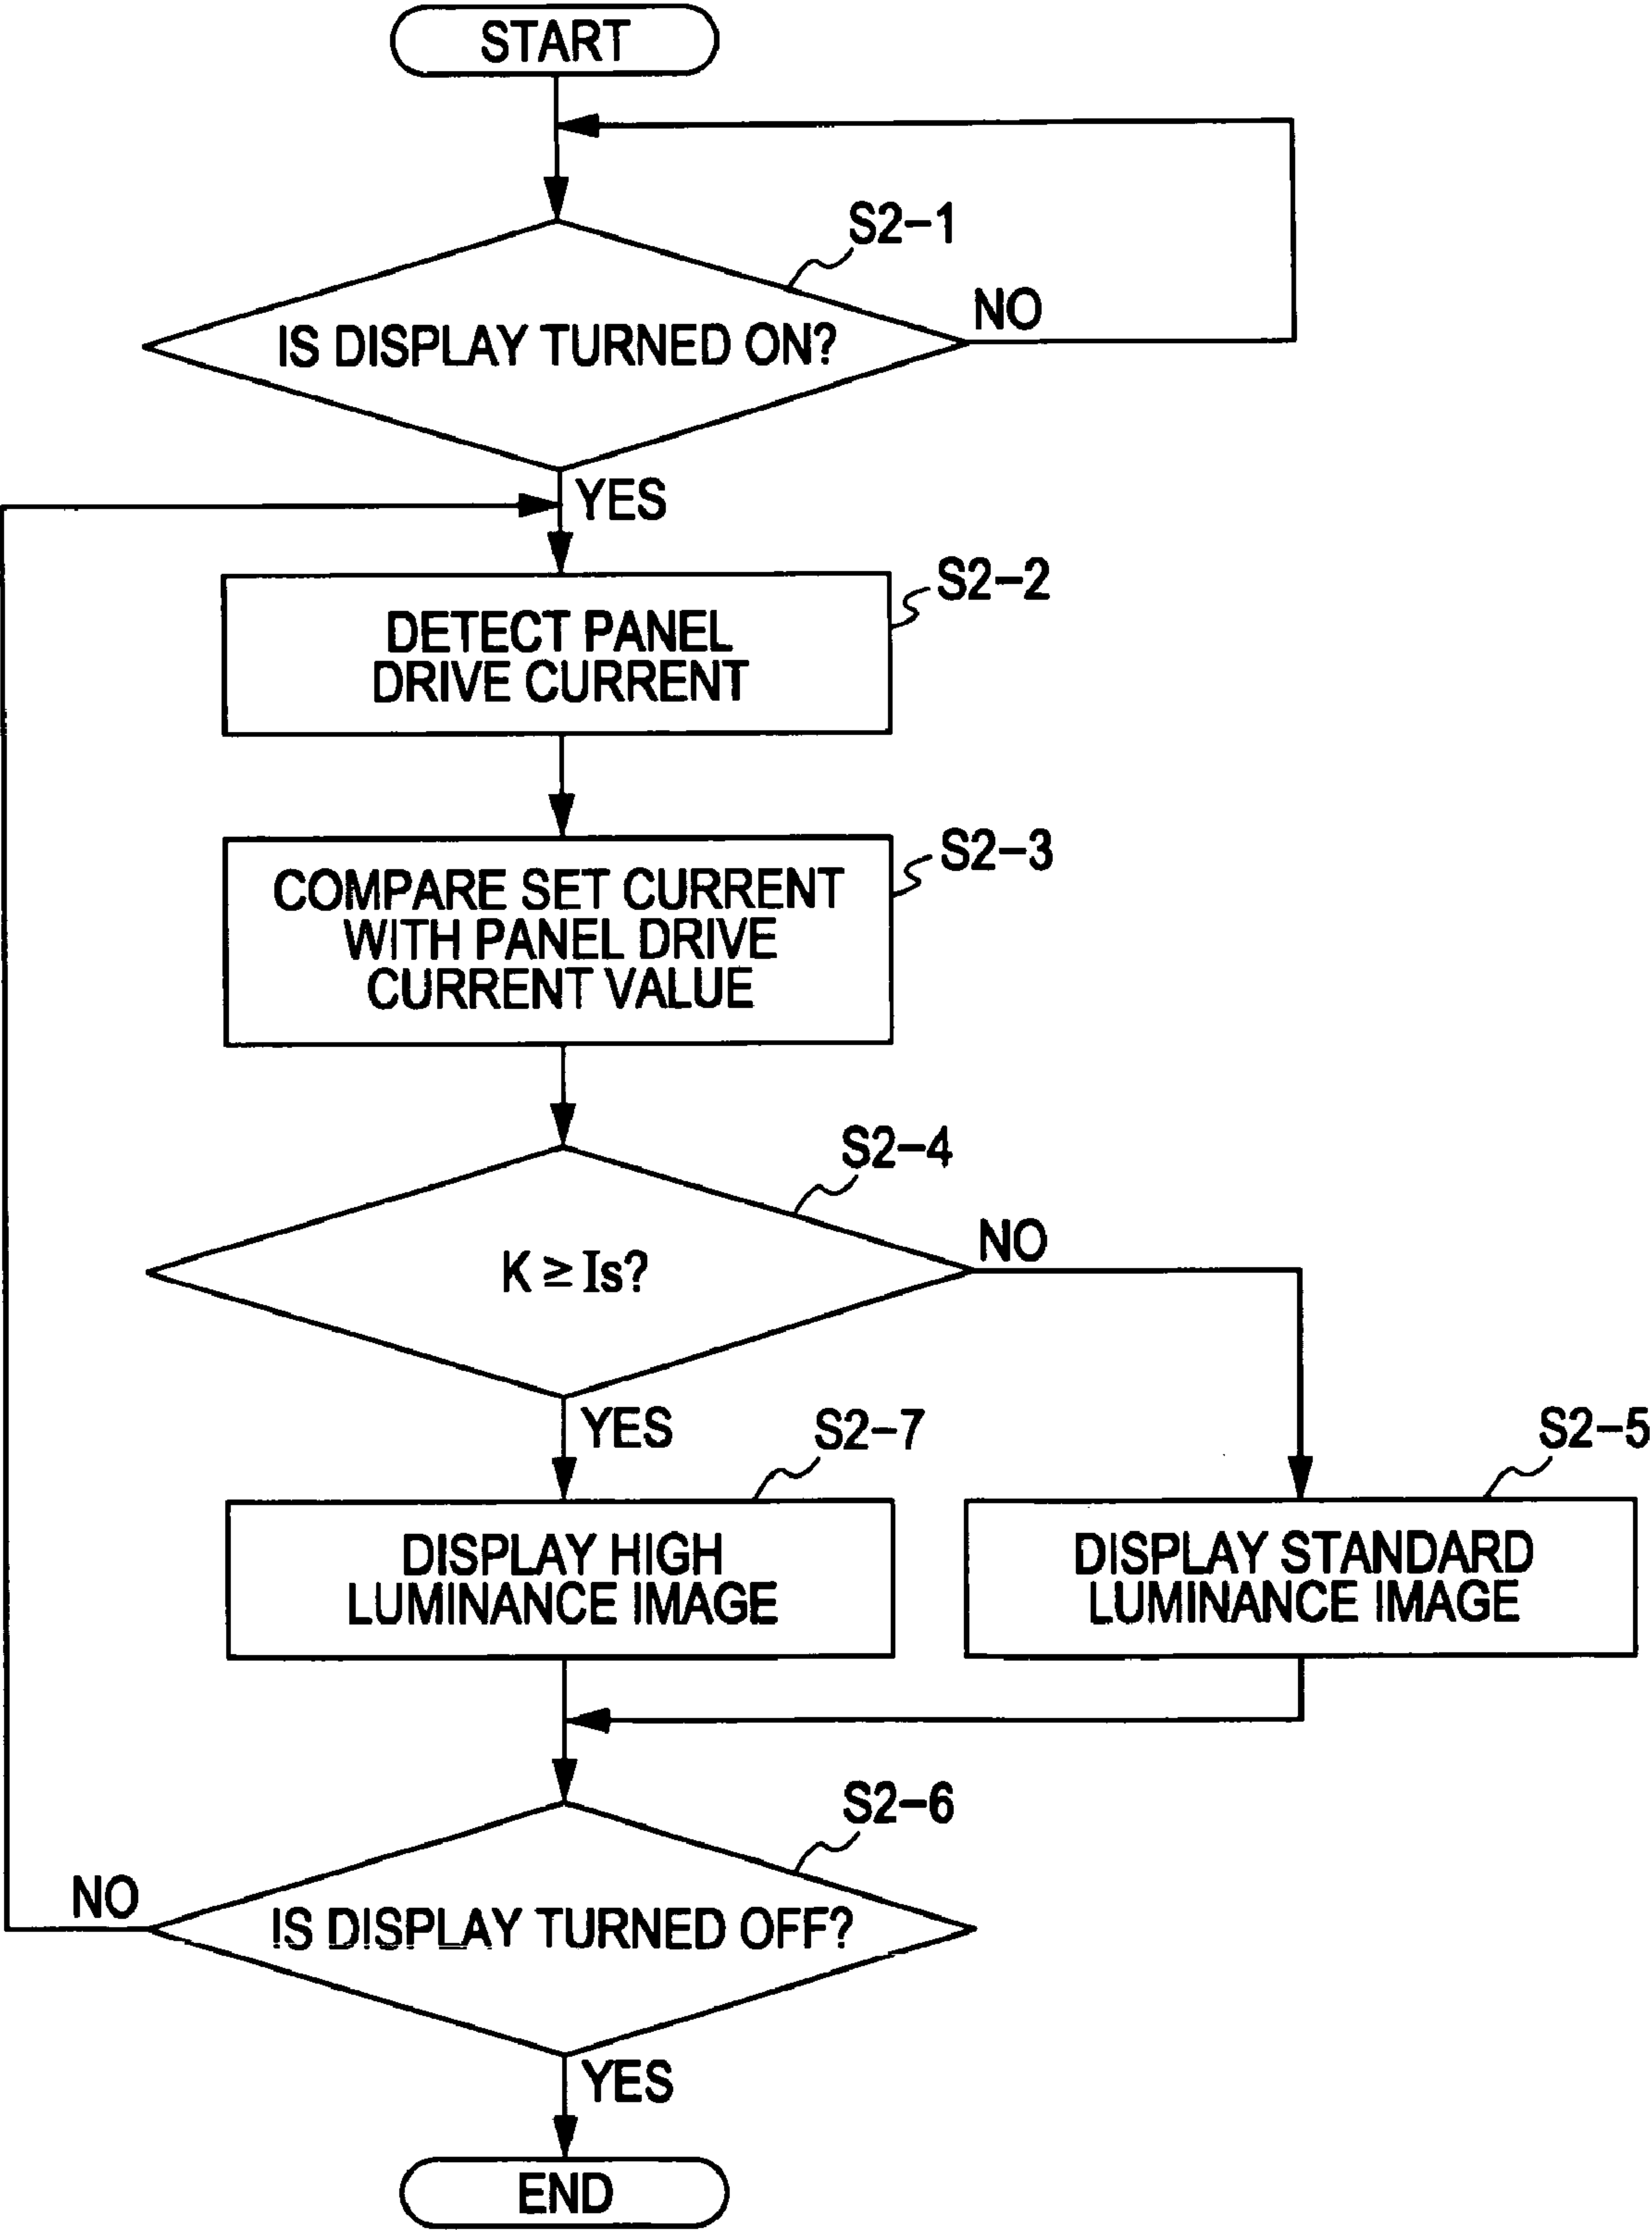 START
S2-1
IS DISPLAY TURNED ON?
NO
YES
S2-2
DETECT PANEL
DRIVE CURRENT
S2-3
COMPARE SET CURRENT
WITH PANEL DRIVE
CURRENT VALUE
S2-4
K ≥ Is?
NO
YES
S2-7
S2-5
DISPLAY HIGH
LUMINANCE IMAGE
DISPLAY STANDARD
LUMINANCE IMAGE
S2-6
NO
IS DISPLAY TURNED OFF?
YES
END